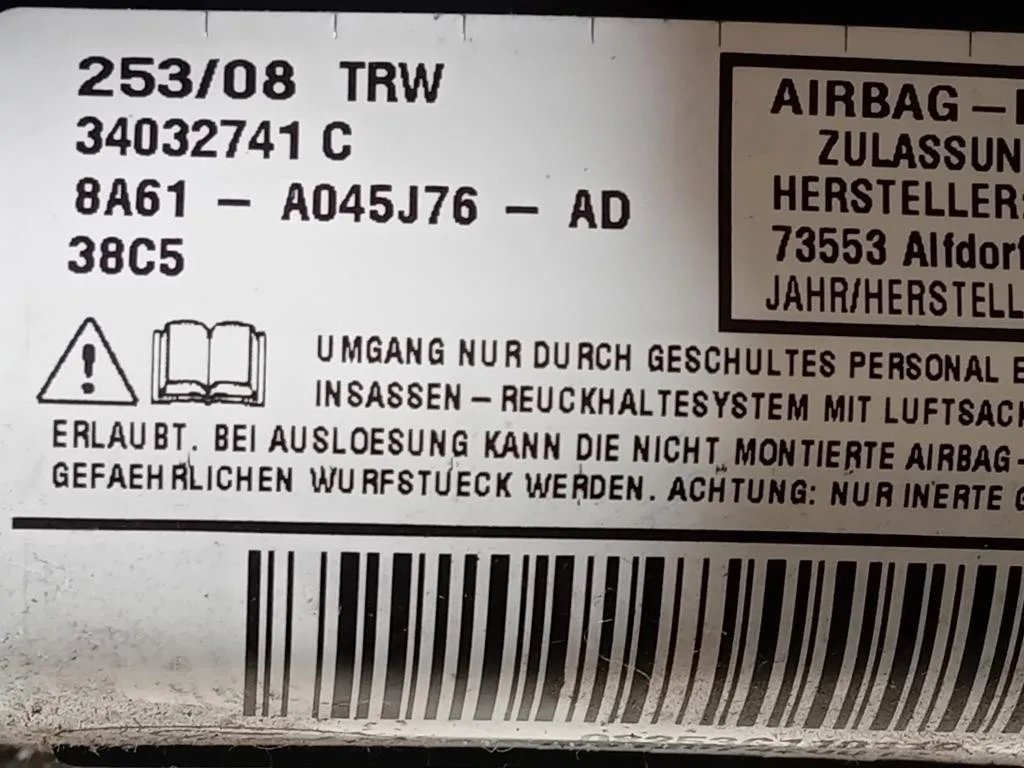 253/08 TRW
34032741 C
8A61 - A045J76 - AD
38C5
AIRBAG -
ZULASSUN
HERSTELLER:
73553 Alfdorf
JAHR/HERSTELL
UMGANG NUR DURCH GESCHULTES PERSONAL E
INSASSEN - REUCKHALTESYSTEM MIT LUFTSACK
ERLAUBT. BEI AUSLOESUNG KANN DIE NICHT MONTIERTE AIRBAG-
GEFAEHRLICHEN WURFSTUECK WERDEN. ACHTUNG: NUR INERTE G